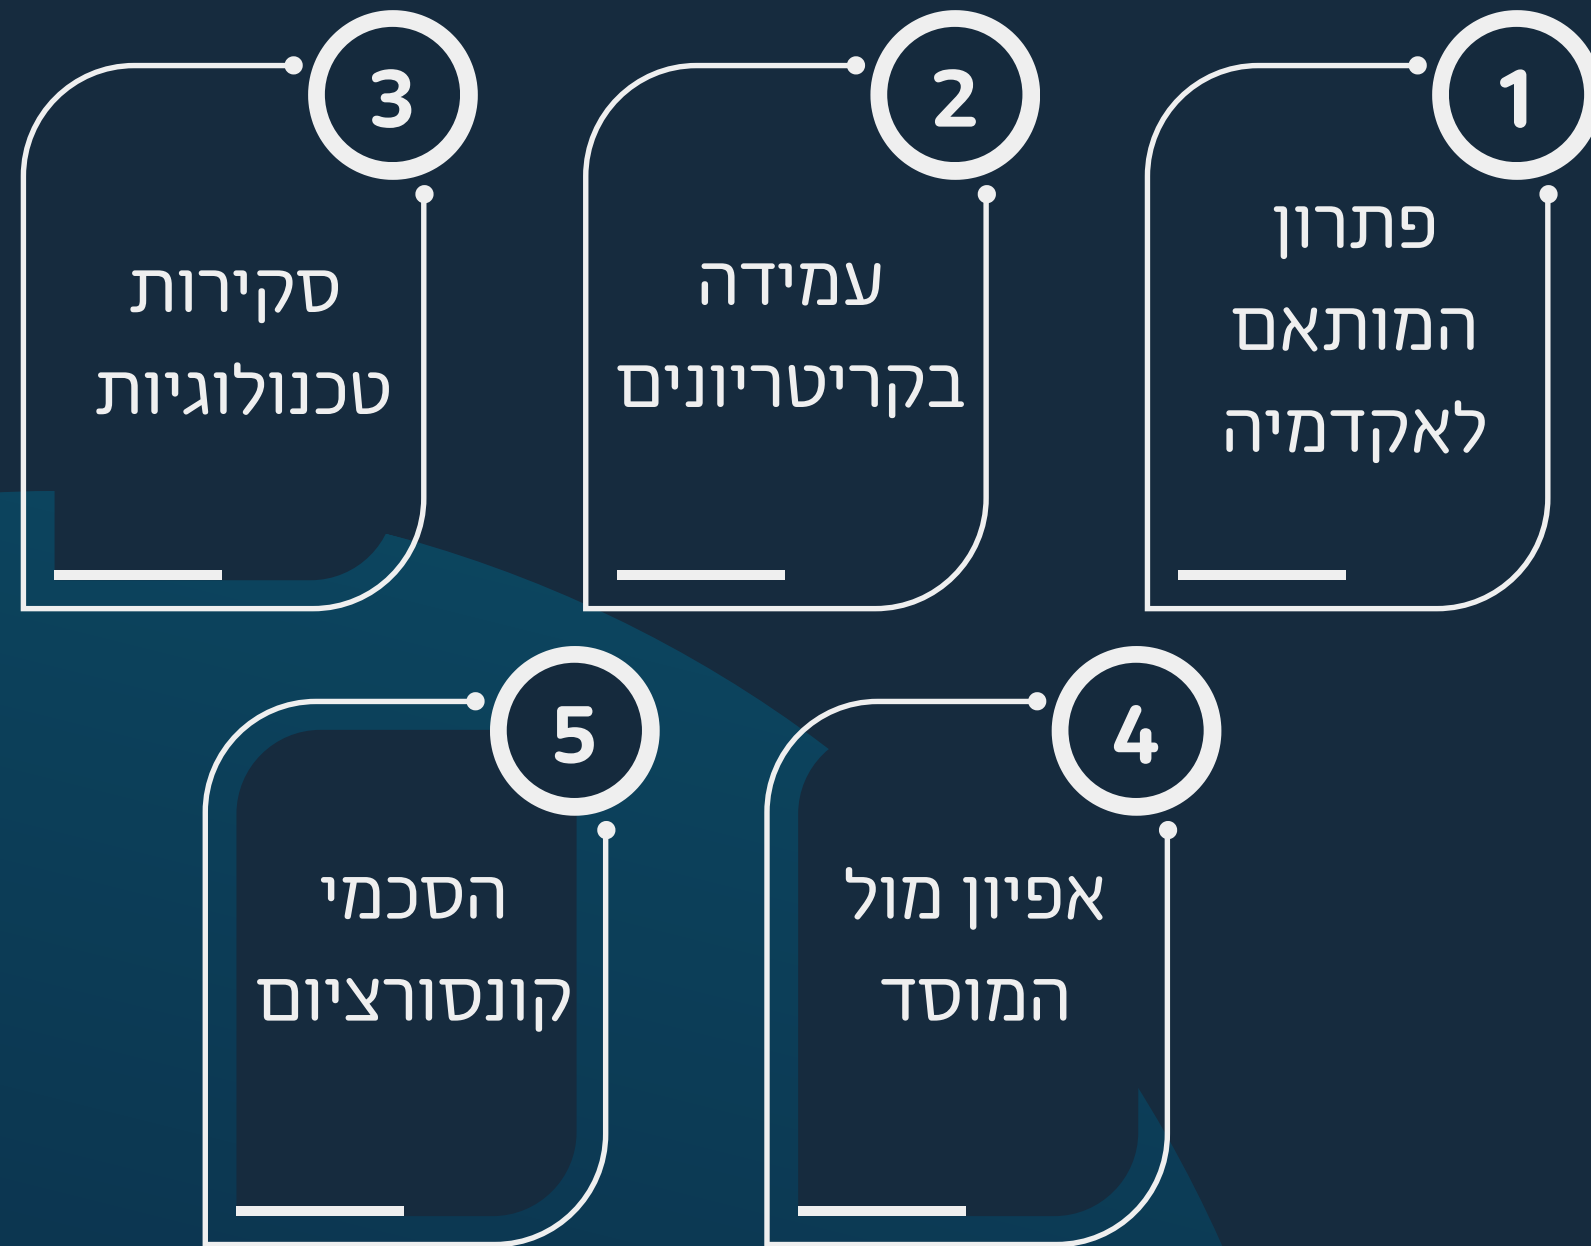 1
פתרון
המותאם
לאקדמיה
2
עמידה
בקריטריונים
3
סקירות
טכנולוגיות
4
אפיון מול
המוסד
5
הסכמי
קונסורציום